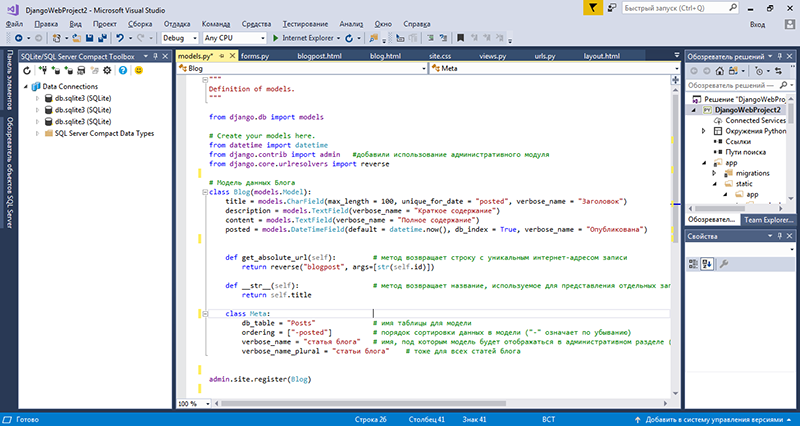 DjangoWebProject2 - Microsoft Visual Studio
Быстрый запуск (Ctrl+Q)
Файл Правка Вид Проект Сборка Отладка Команда Средства Тестирование Анализ Окно Справка
Вход
Debug Any CPU Internet Explorer
Панель элементов
Обозреватель объектов SQL Server
SQLite/SQL Server Compact Toolbox
Data Connections
db.sqlite3 (SQLite)
db.sqlite3 (SQLite)
db.sqlite3 (SQLite)
SQL Server Compact Data Types
models.py* forms.py blogpost.html blog.html site.css views.py urls.py layout.html
Blog Meta
"""
Definition of models.
"""
from django.db import models
# Create your models here.
from datetime import datetime
from django.contrib import admin #добавили использование административного модуля
from django.core.urlresolvers import reverse
# Модель данных Блога
class Blog(models.Model):
title = models.CharField(max_length = 100, unique_for_date = "posted", verbose_name = "Заголовок")
description = models.TextField(verbose_name = "Краткое содержание")
content = models.TextField(verbose_name = "Полное содержание")
posted = models.DateTimeField(default = datetime.now(), db_index = True, verbose_name = "Опубликована")
def get_absolute_url(self): # метод возвращает строку с уникальным интернет-адресом записи
return reverse("blogpost", args=[str(self.id)])
def __str__(self): # метод возвращает название, используемое для представления отдельных за
return self.title
class Meta:
db_table = "Posts" # имя таблицы для модели
ordering = ["-posted"] # порядок сортировки данных в модели ("-" означает по убыванию)
verbose_name = "статья блога" # имя, под которым модель будет отображаться в административном разделе (
verbose_name_plural = "статьи блога" # тоже для всех статей блога
admin.site.register(Blog)
100 %
Обозреватель решений
Обозреватель решений
Решение "DjangoWebProje
DjangoWebProject2
Connected Services
Окружения Python
Ссылки
Пути поиска
app
migrations
static
app
Обозревател... Team Explorer...
Свойства
Готово Строка 26 Столбец 41 Знак 41 ВСТ Добавить в систему управления версиями